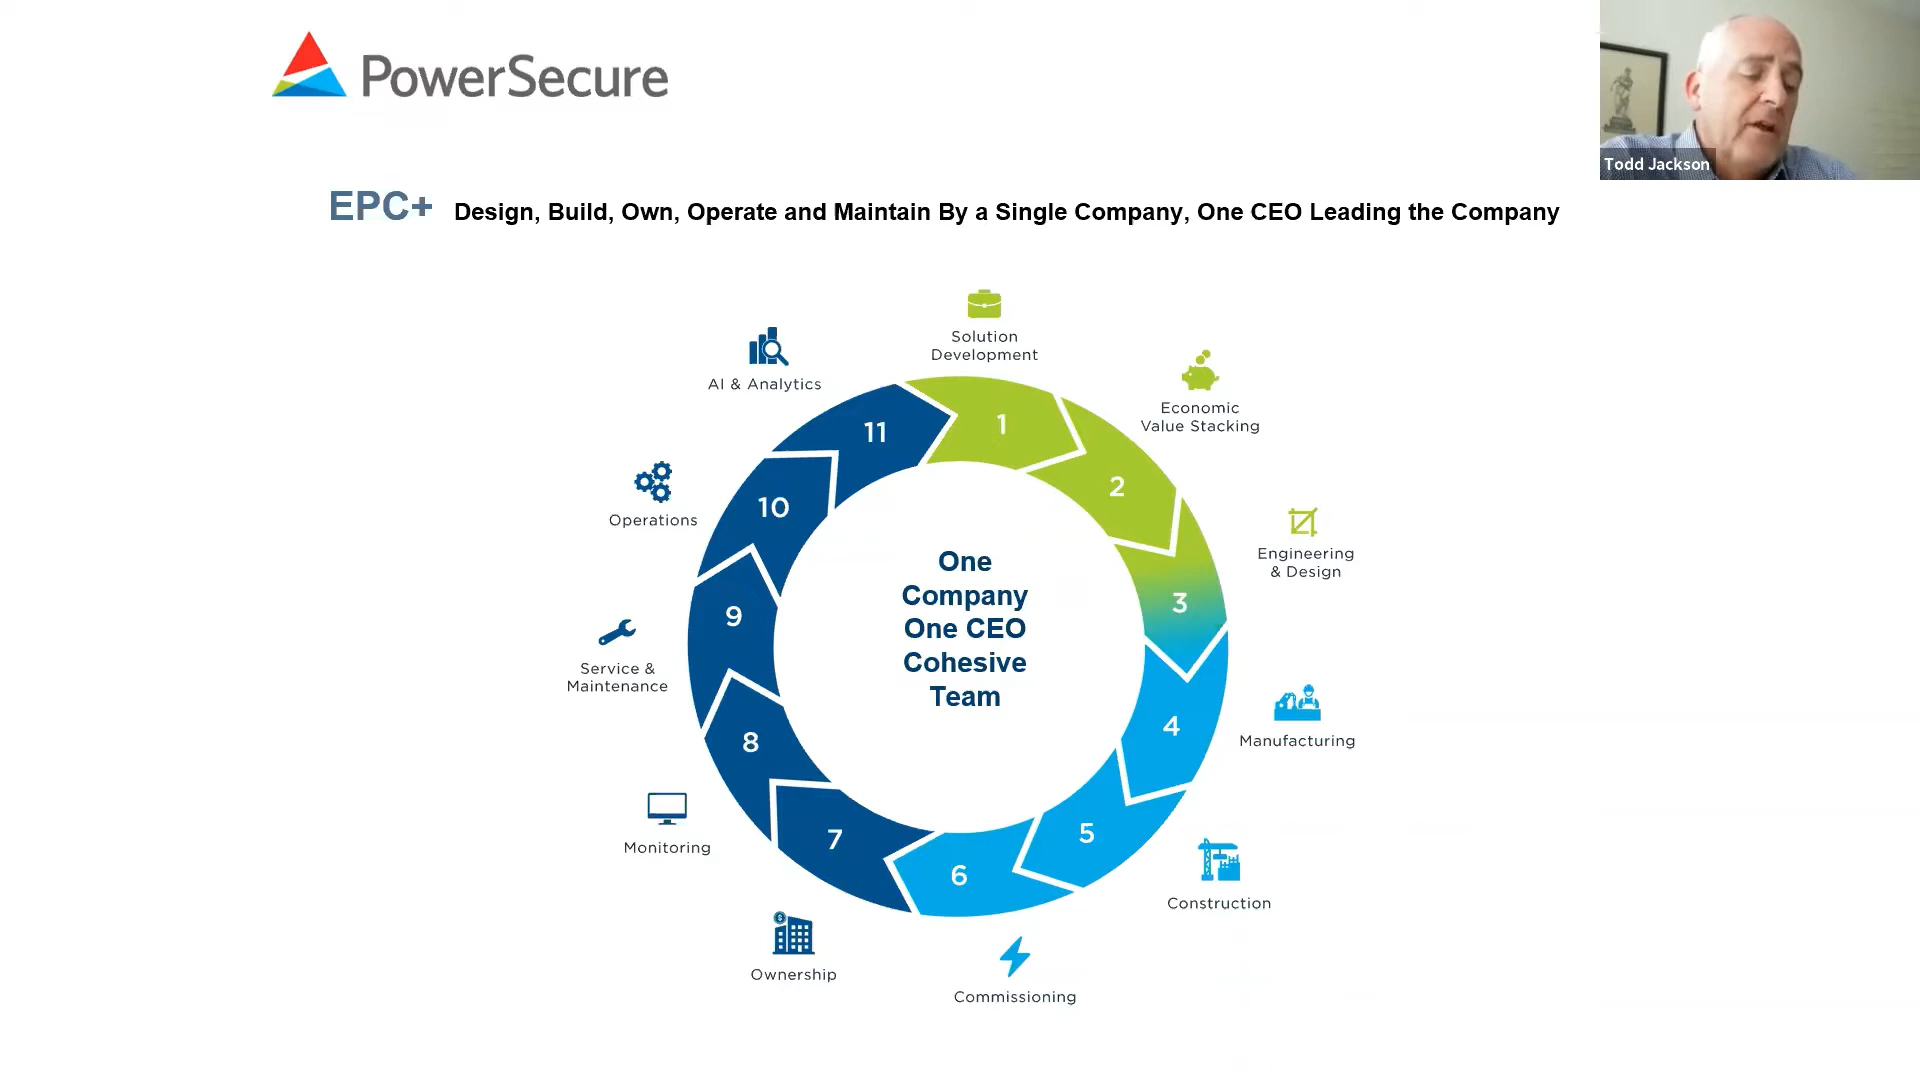 PowerSecure
Todd Jackson
EPC+ Design, Build, Own, Operate and Maintain By a Single Company, One CEO Leading the Company
Solution
Development
Economic
Value Stacking
Engineering
& Design
Manufacturing
Construction
Commissioning
Ownership
Monitoring
Service &
Maintenance
Operations
AI & Analytics
1
2
3
4
5
6
7
8
9
10
11
One
Company
One CEO
Cohesive
Team